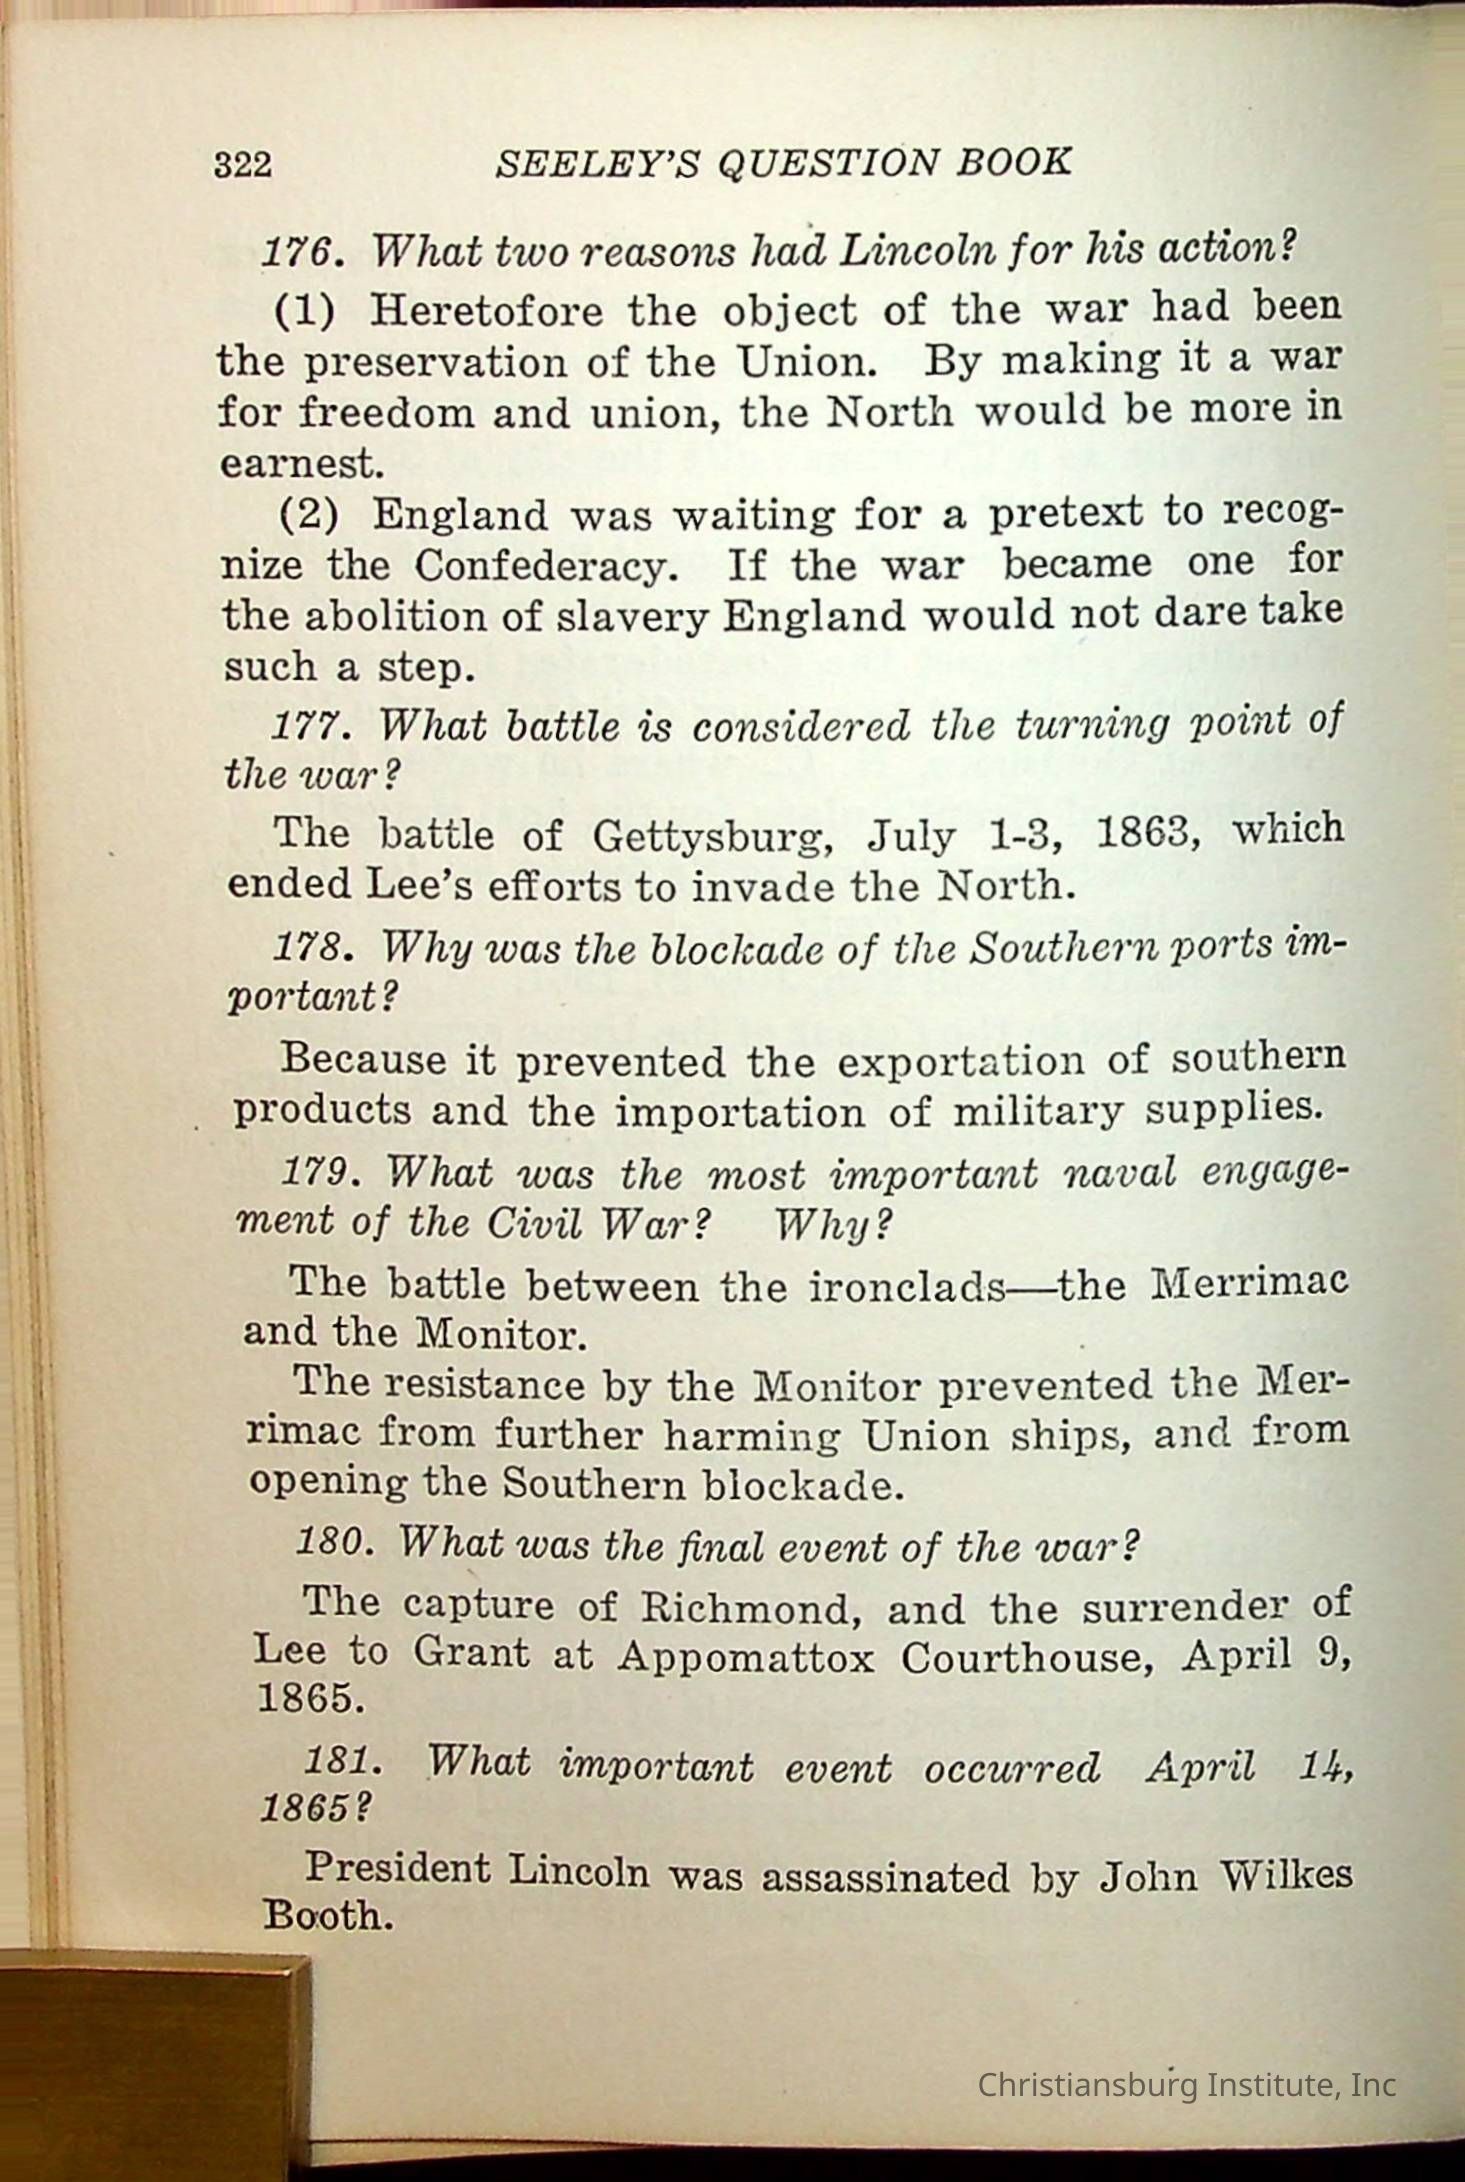 322 SEELEY'S QUESTION BOOK
176. What two reasons had Lincoln for his action?
(1) Heretofore the object of the war had been
the preservation of the Union. By making it a war
for freedom and union, the North would be more in
earnest.
(2) England was waiting for a pretext to recog-
nize the Confederacy. If the war became one for
the abolition of slavery England would not dare take
such a step.
177. What battle is considered the turning point of
the war?
The battle of Gettysburg, July 1-3, 1863, which
ended Lee's efforts to invade the North.
178. Why was the blockade of the Southern ports im-
portant?
Because it prevented the exportation of southern
products and the importation of military supplies.
179. What was the most important naval engage-
ment of the Civil War? Why?
The battle between the ironclads—the Merrimac
and the Monitor.
The resistance by the Monitor prevented the Mer-
rimac from further harming Union ships, and from
opening the Southern blockade.
180. What was the final event of the war?
The capture of Richmond, and the surrender of
Lee to Grant at Appomattox Courthouse, April 9,
1865.
181. What important event occurred April 14,
1865?
President Lincoln was assassinated by John Wilkes
Booth.
Christiansburg Institute, Inc